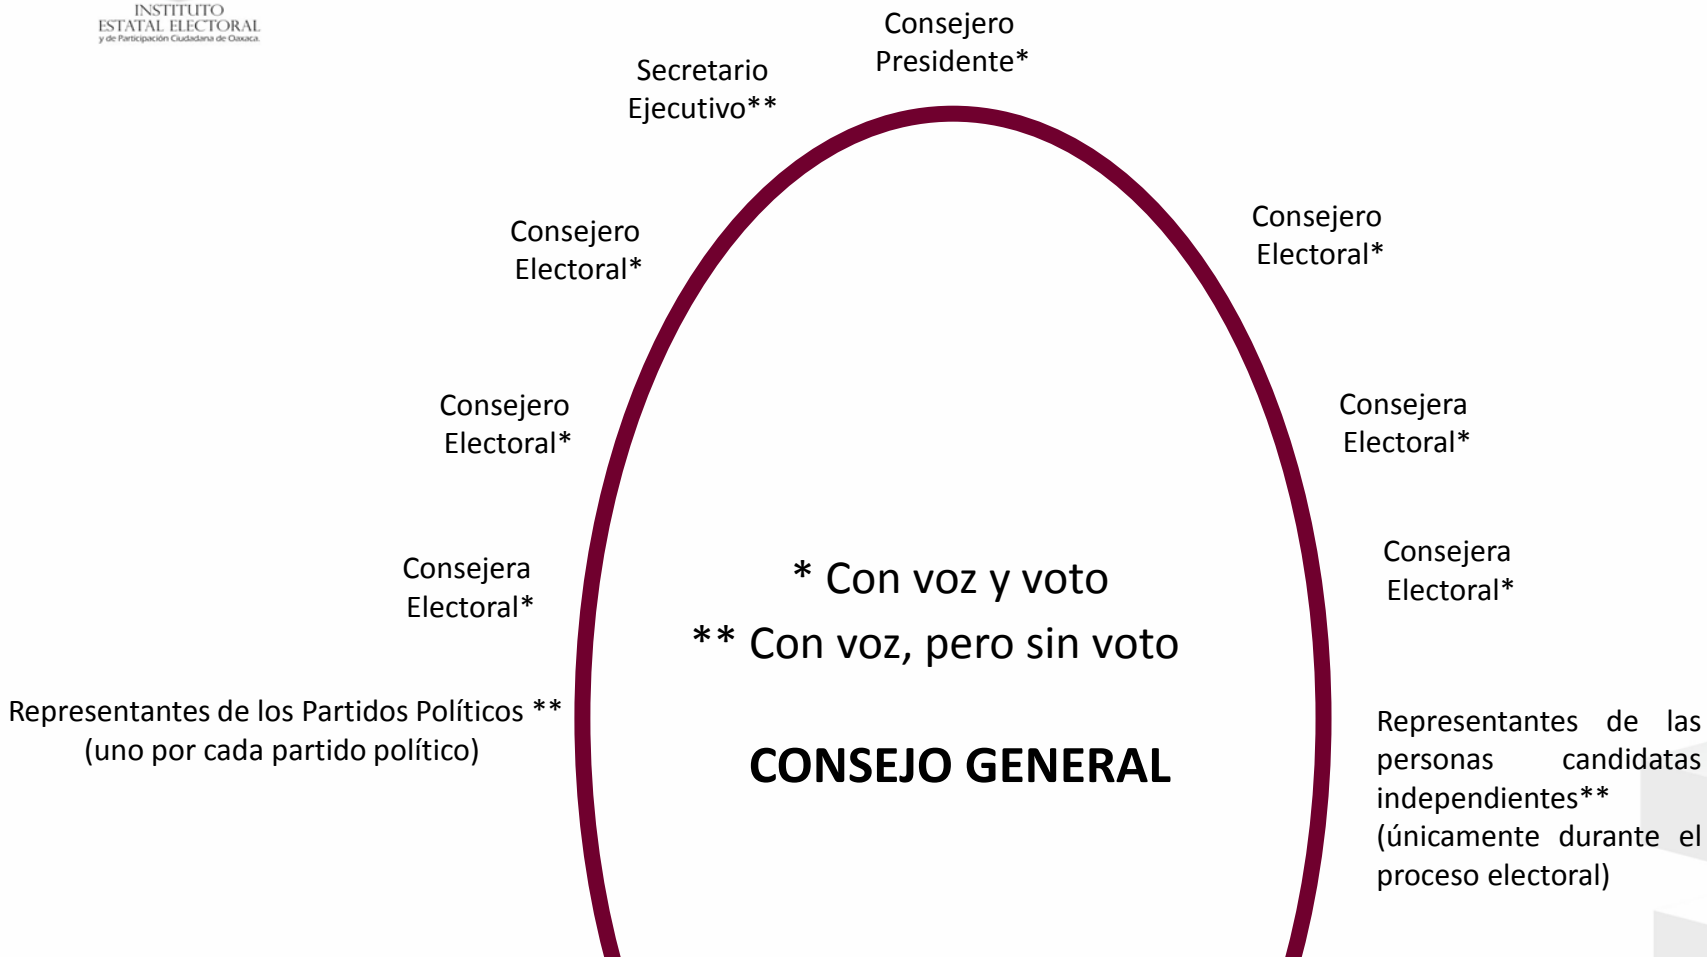 INSTITUTO
ESTATAL ELECTORAL
y de Participación Ciudadana de Oaxaca.
Consejero
Presidente*
Secretario
Ejecutivo**
Consejero
Electoral*
Consejero
Electoral*
Consejero
Electoral*
Consejera
Electoral*
Consejera
Electoral*
Consejera
Electoral*
* Con voz y voto
** Con voz, pero sin voto
Representantes de los Partidos Políticos **
(uno por cada partido político)
CONSEJO GENERAL
Representantes de las
personas candidatas
independientes**
(únicamente durante el
proceso electoral)